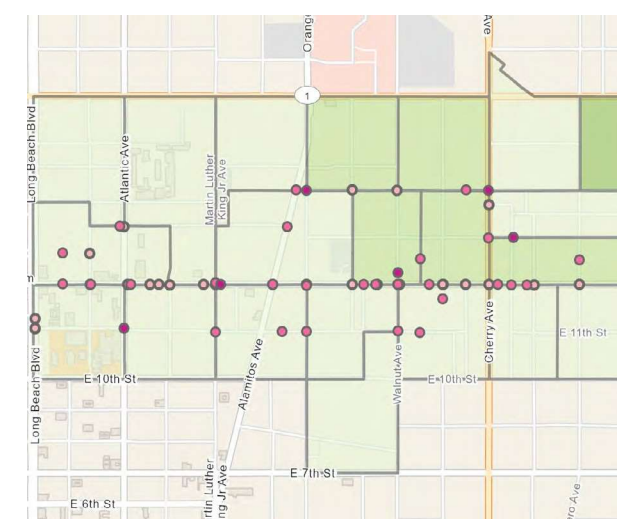 Orang
Ave
1
Long Beach Blvd
Atlantic Ave
Martin Luther
King Jr Ave
Alamitos Ave
Cherry Ave
E 11th St
Long Beach Blvd
E 10th St
Walnut Ave
E 10th St
E 7th St
rtin Luther
ng Jr Ave
E 6th St
ro Ave